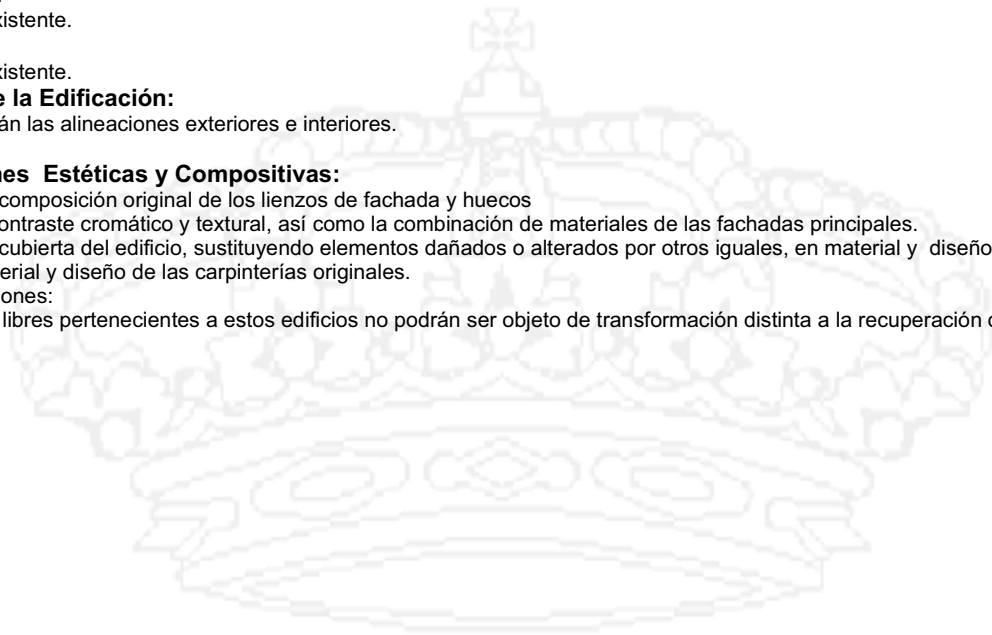 xistente.
xistente.
e la Edificación:
án las alineaciones exteriores e interiores.
nes Estéticas y Compositivas:
composición original de los lienzos de fachada y huecos
ontraste cromático y textural, así como la combinación de materiales de las fachadas principales.
cubierta del edificio, sustituyendo elementos dañados o alterados por otros iguales, en material y diseño
erial y diseño de las carpinterías originales.
ones:
libres pertenecientes a estos edificios no podrán ser objeto de transformación distinta a la recuperación